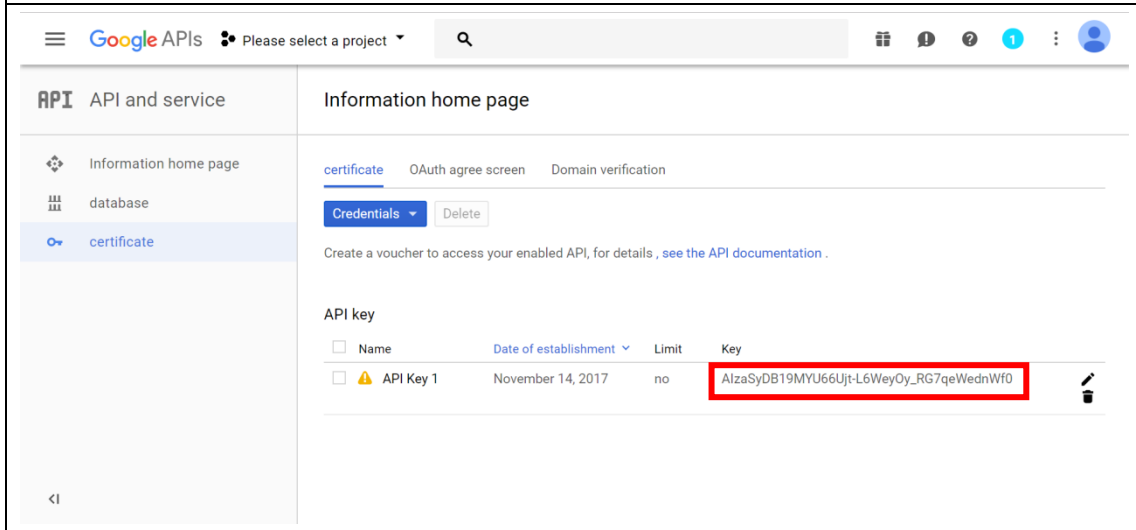 Google APIs Please select a project 1
API API and service
Information home page
Information home page
database
certificate
certificate OAuth agree screen Domain verification
Credentials Delete
Create a voucher to access your enabled API, for details , see the API documentation .
API key
Name Date of establishment Limit Key
API Key 1 November 14, 2017 no AIzaSyDB19MYU66Ujt-L6WeyOy_RG7qeWednWf0